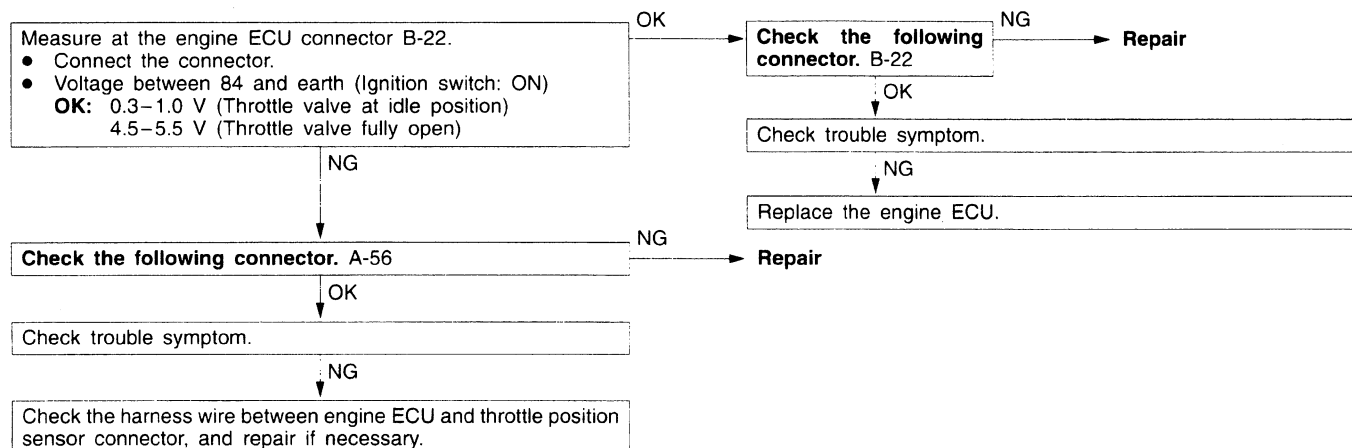 Measure at the engine ECU connector B-22.
● Connect the connector.
● Voltage between 84 and earth (Ignition switch: ON)
OK: 0.3–1.0 V (Throttle valve at idle position)
4.5–5.5 V (Throttle valve fully open)
OK
Check the following
connector. B-22
NG
Repair
OK
Check trouble symptom.
NG
Replace the engine ECU.
NG
Check the following connector. A-56
NG
Repair
OK
Check trouble symptom.
NG
Check the harness wire between engine ECU and throttle position
sensor connector, and repair if necessary.